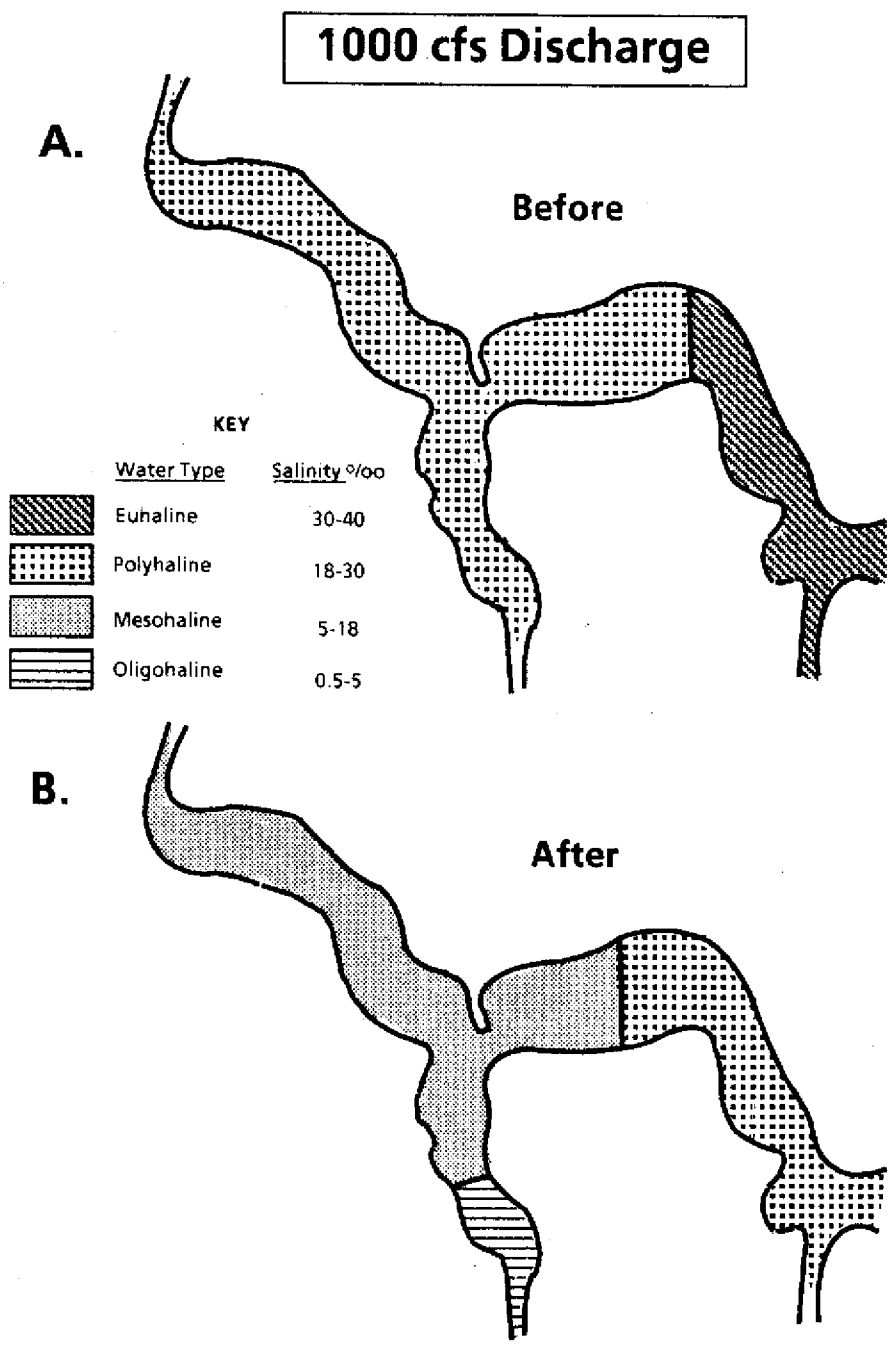 1000 cfs Discharge
A.
Before
KEY
Water Type Salinity o/oo
Euhaline 30-40
Polyhaline 18-30
Mesohaline 5-18
Oligohaline 0.5-5
B.
After